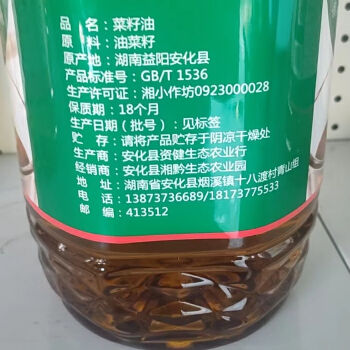 品　名：菜籽油
原　料：油菜籽
原产地：湖南益阳安化县
产品标准号：GB/T 1536
生产许可证：湘小作坊0923000028
保质期：18个月
生产日期（批号）：见标签
贮　存：请将产品贮存于阴凉干燥处
生产商：安化县资健生态农业行
经销商：安化县湘黔生态农业园
地　址：湖南省安化县烟溪镇十八渡村青山组
电　话：13873736689/18173775533
邮　编：413512